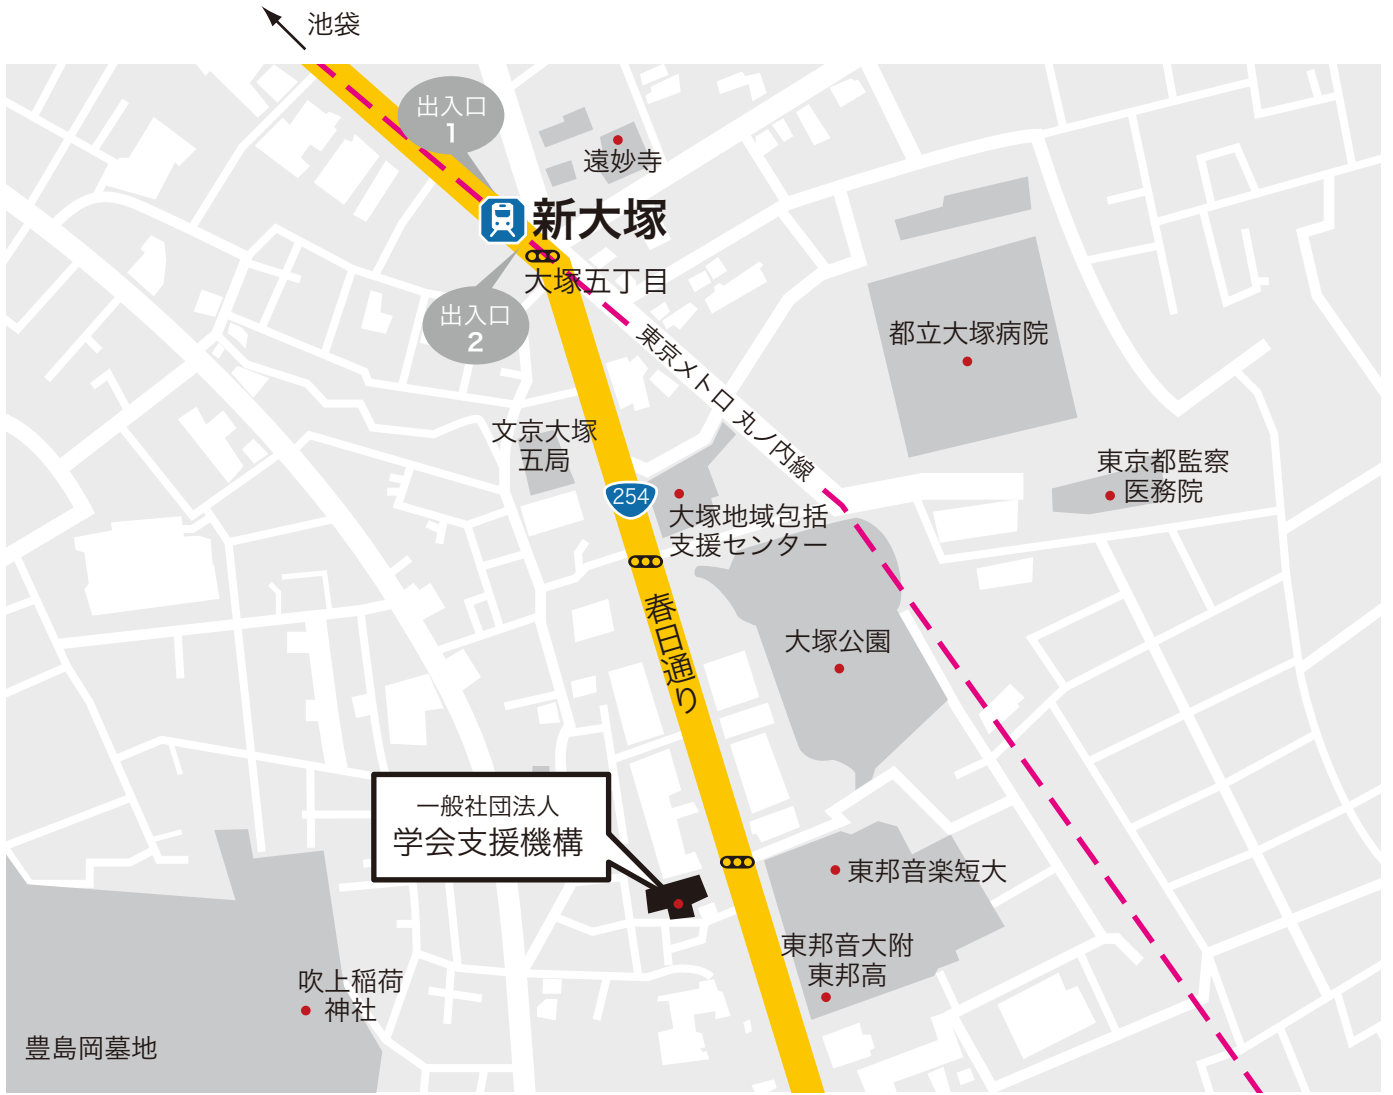 池袋
出入口
1
遠妙寺
新大塚
大塚五丁目
出入口
2
都立大塚病院
東京メトロ 丸ノ内線
文京大塚
五局
東京都監察
医務院
254
大塚地域包括
支援センター
春日通り
大塚公園
一般社団法人
学会支援機構
東邦音楽短大
東邦音大附
東邦高
吹上稲荷
神社
豊島岡墓地